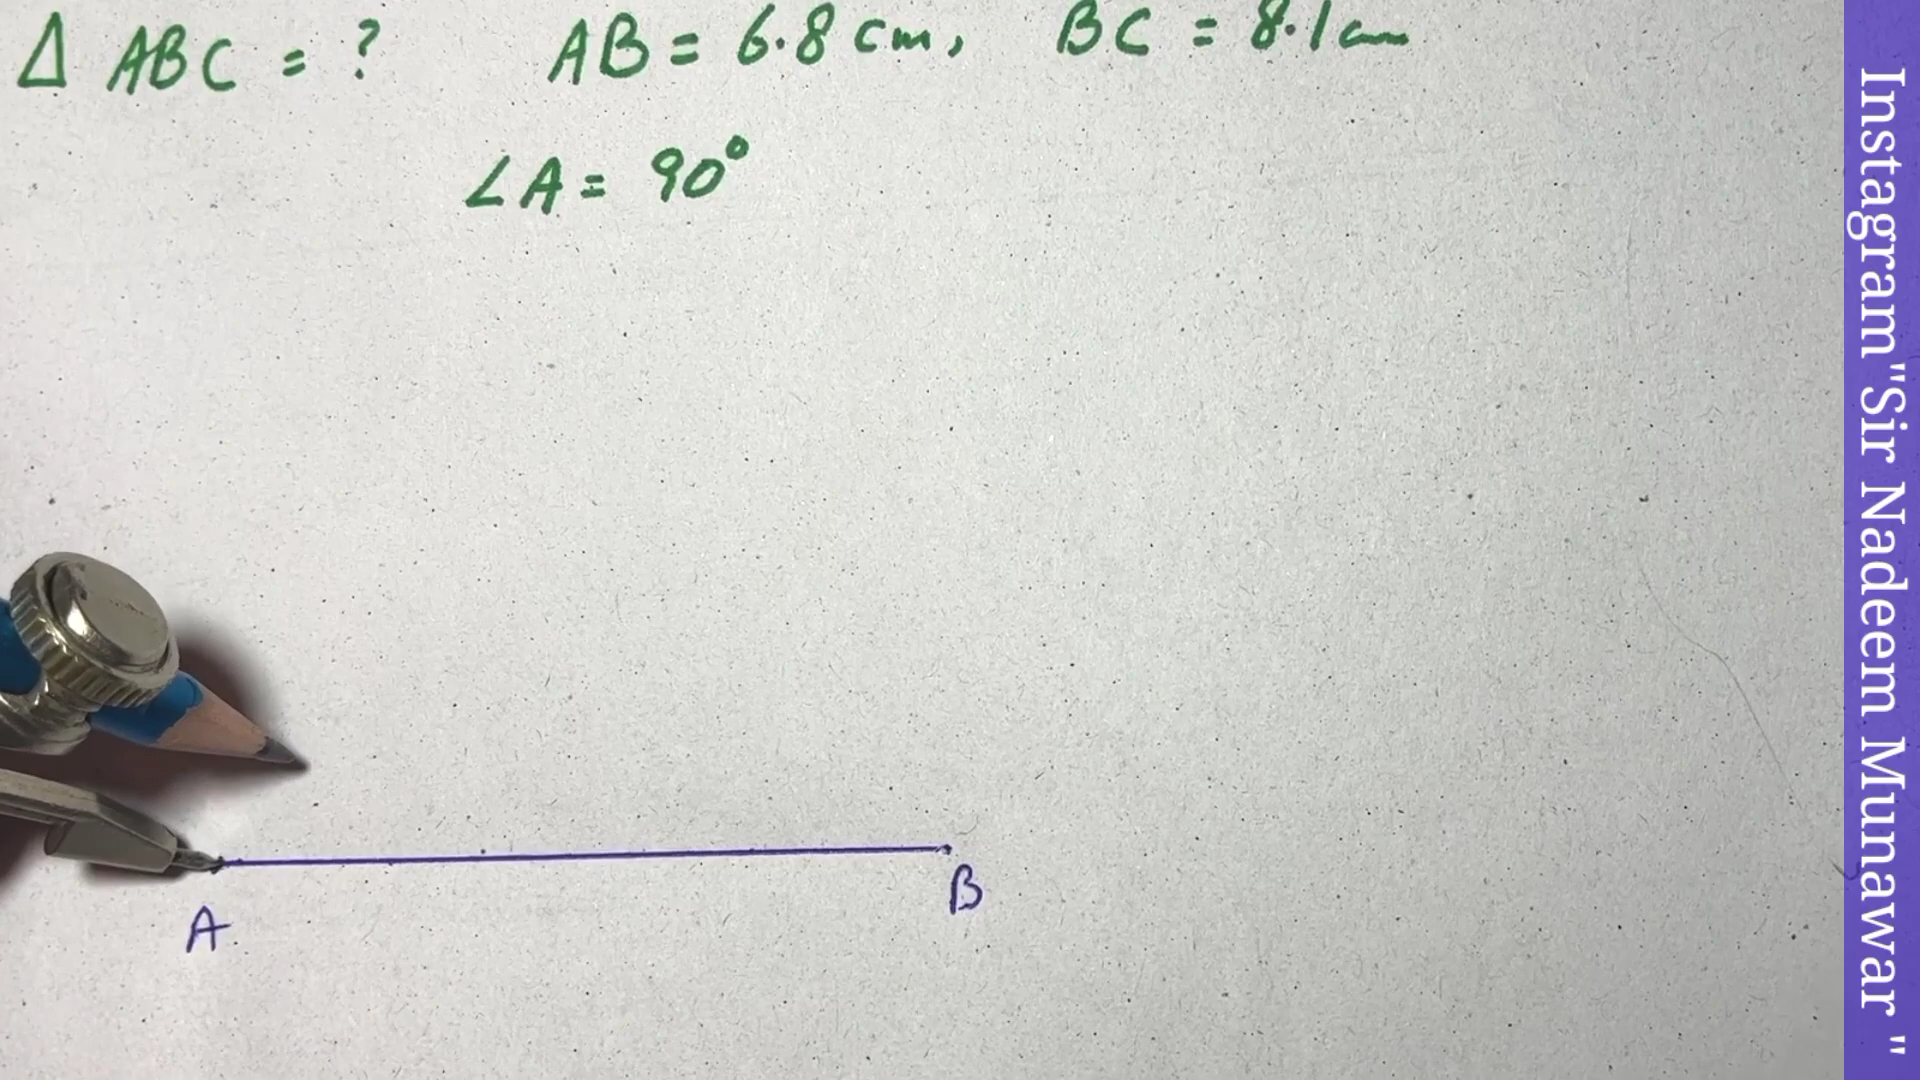 Δ ABC = ? AB = 6.8 cm, BC = 8.1 cm
∠A = 90°
A
B
Instagram"Sir Nadeem Munawar"